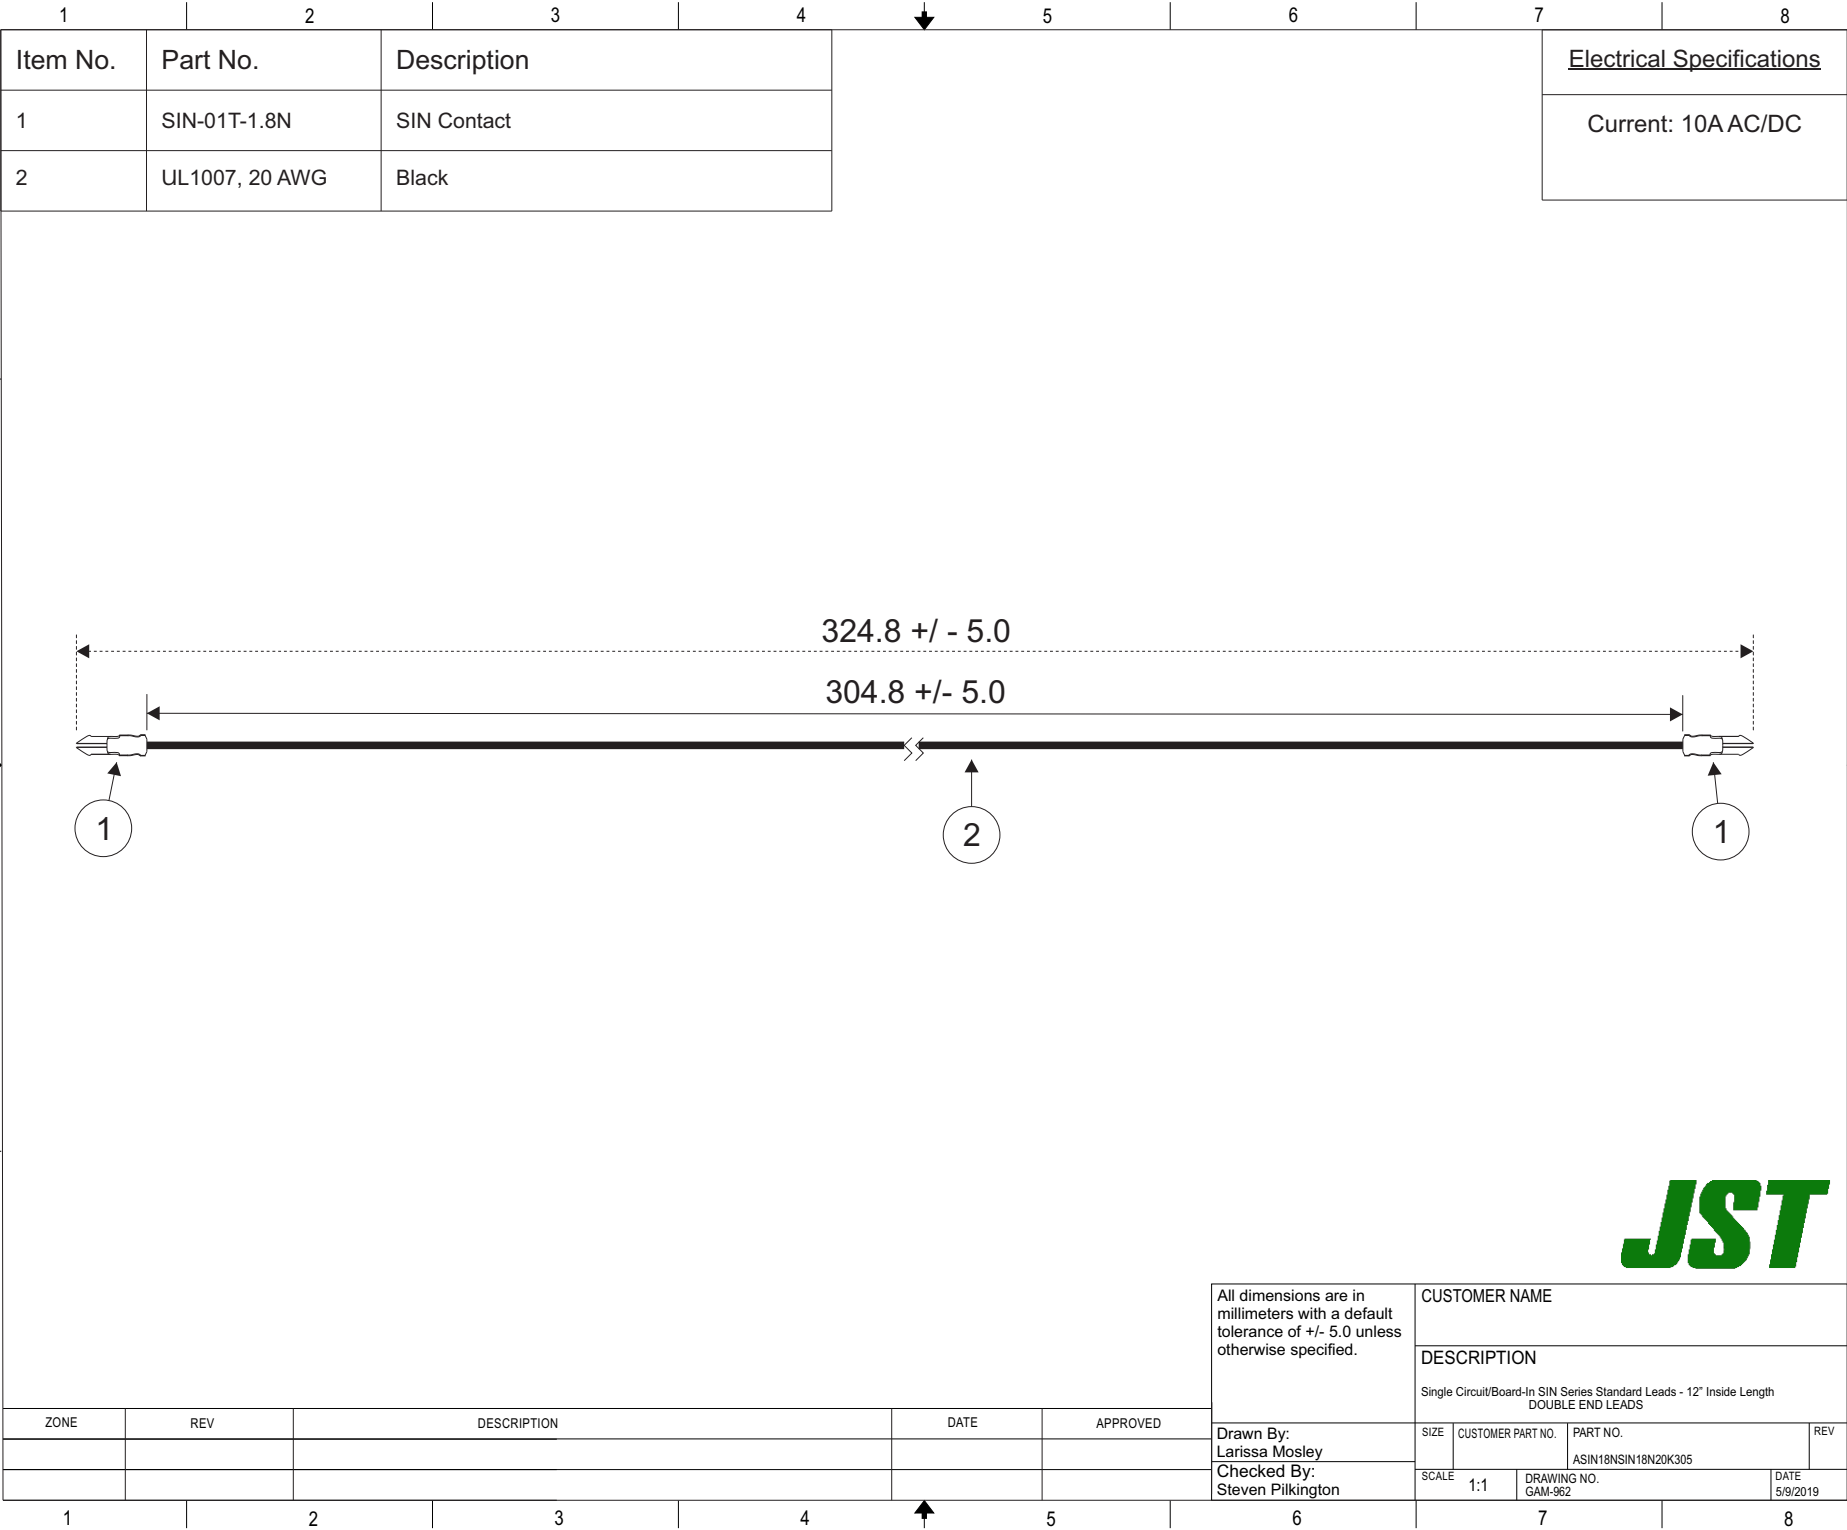 1 2 3 4 5 6 7 8
Item No. Part No. Description
1 SIN-01T-1.8N SIN Contact
2 UL1007, 20 AWG Black
Electrical Specifications
Current: 10A AC/DC
324.8 +/ - 5.0
304.8 +/- 5.0
1 2 1
JST
All dimensions are in
millimeters with a default
tolerance of +/- 5.0 unless
otherwise specified.
CUSTOMER NAME
DESCRIPTION
Single Circuit/Board-In SIN Series Standard Leads - 12" Inside Length
DOUBLE END LEADS
ZONE REV DESCRIPTION DATE APPROVED
Drawn By:
Larissa Mosley
Checked By:
Steven Pilkington
SIZE CUSTOMER PART NO. PART NO. REV
ASIN18NSIN18N20K305
SCALE 1:1 DRAWING NO. DATE
GAM-962 5/9/2019
1 2 3 4 5 6 7 8